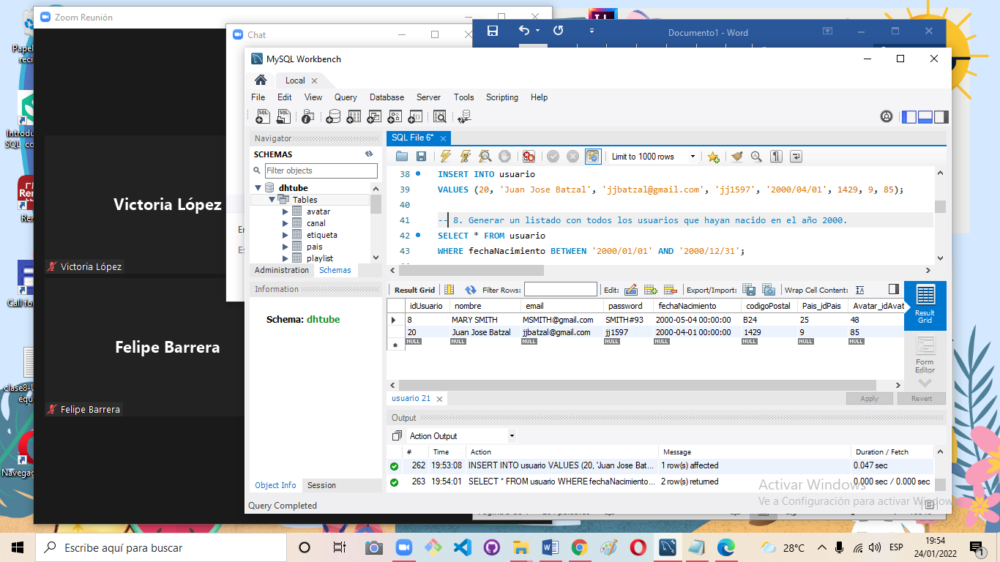 Zoom Reunión
Chat
Documento1 - Word
Victoria López
Victoria López
Felipe Barrera
Felipe Barrera
MySQL Workbench
Local
File Edit View Query Database Server Tools Scripting Help
Navigator
SCHEMAS
Filter objects
dhtube
Tables
avatar
canal
etiqueta
pais
playlist
Administration Schemas
Information
Schema: dhtube
Object Info Session
Query Completed
SQL File 6*
Limit to 1000 rows
38 INSERT INTO usuario
39 VALUES (20, 'Juan Jose Batzal', 'jjbatzal@gmail.com', 'jj1597', '2000/04/01', 1429, 9, 85);
40
41 -- 8. Generar un listado con todos los usuarios que hayan nacido en el año 2000.
42 SELECT * FROM usuario
43 WHERE fechaNacimiento BETWEEN '2000/01/01' AND '2000/12/31';
Result Grid Filter Rows: Edit: Export/Import: Wrap Cell Content:
idUsuario nombre email password fechaNacimiento codigoPostal Pais_idPais Avatar_idAvat
8 MARY SMITH MSMITH@gmail.com SMITH#93 2000-05-04 00:00:00 B24 25 48
20 Juan Jose Batzal jjbatzal@gmail.com jj1597 2000-04-01 00:00:00 1429 9 85
NULL NULL NULL NULL NULL NULL NULL NULL
Result
Grid
Form
Editor
usuario 21
Apply Revert
Output
Action Output
# Time Action Message Duration / Fetch
262 19:53:08 INSERT INTO usuario VALUES (20, 'Juan Jose Bat... 1 row(s) affected 0.047 sec
263 19:54:01 SELECT * FROM usuario WHERE fechaNacimiento... 2 row(s) returned 0.000 sec / 0.000 sec
Activar Windows
Ve a Configuración para activar Window
Escribe aquí para buscar
28°C
ESP
19:54
24/01/2022
1